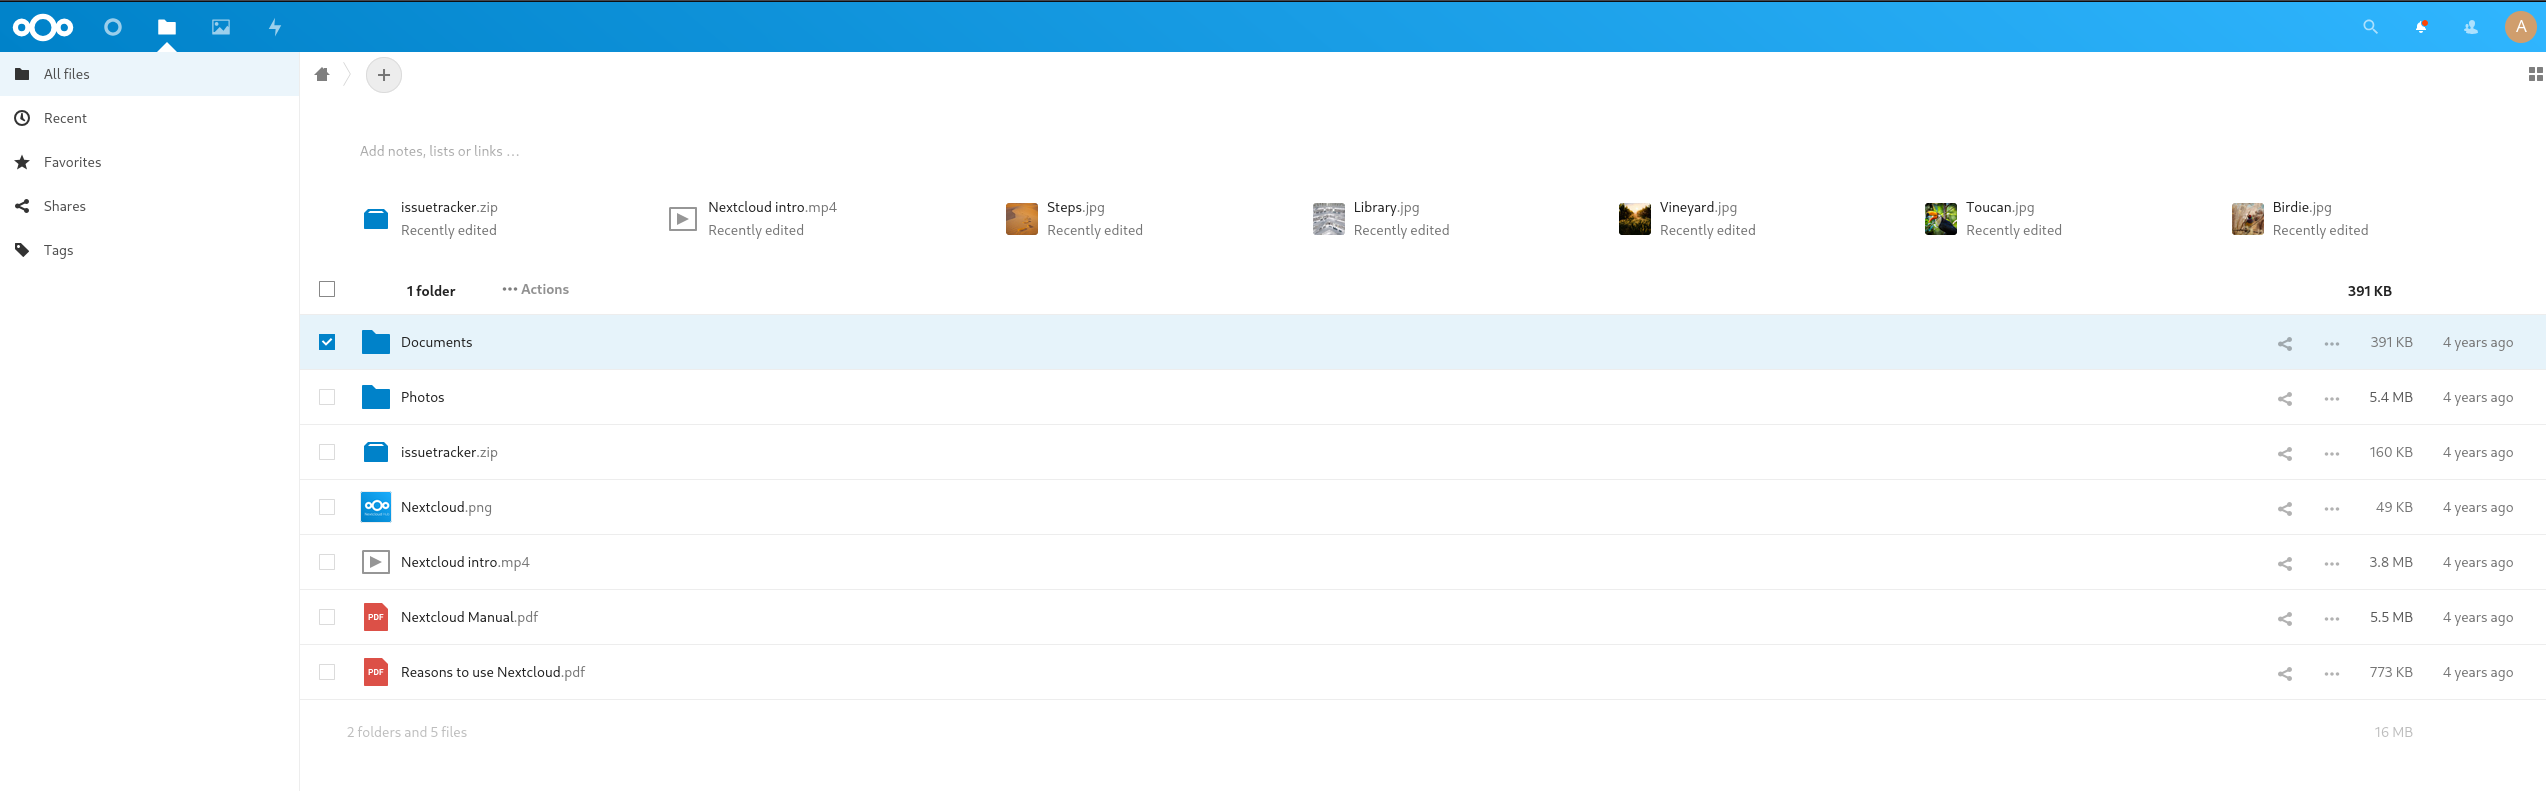 A
All files
Recent
Favorites
Shares
Tags
Add notes, lists or links …
issuetracker.zip
Recently edited
Nextcloud intro.mp4
Recently edited
Steps.jpg
Recently edited
Library.jpg
Recently edited
Vineyard.jpg
Recently edited
Toucan.jpg
Recently edited
Birdie.jpg
Recently edited
1 folder ••• Actions 391 KB
Documents ••• 391 KB 4 years ago
Photos ••• 5.4 MB 4 years ago
issuetracker.zip ••• 160 KB 4 years ago
Nextcloud.png ••• 49 KB 4 years ago
Nextcloud intro.mp4 ••• 3.8 MB 4 years ago
PDF Nextcloud Manual.pdf ••• 5.5 MB 4 years ago
PDF Reasons to use Nextcloud.pdf ••• 773 KB 4 years ago
2 folders and 5 files 16 MB